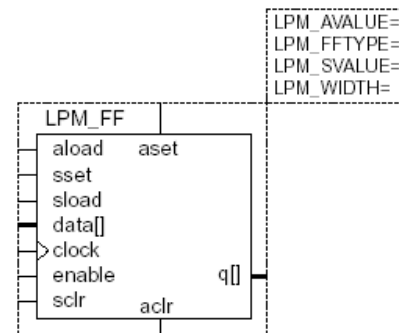 LPM_AVALUE=
LPM_FFTYPE=
LPM_SVALUE=
LPM_WIDTH=
LPM_FF
aload aset
sset
sload
data[]
clock
enable q[]
sclr aclr